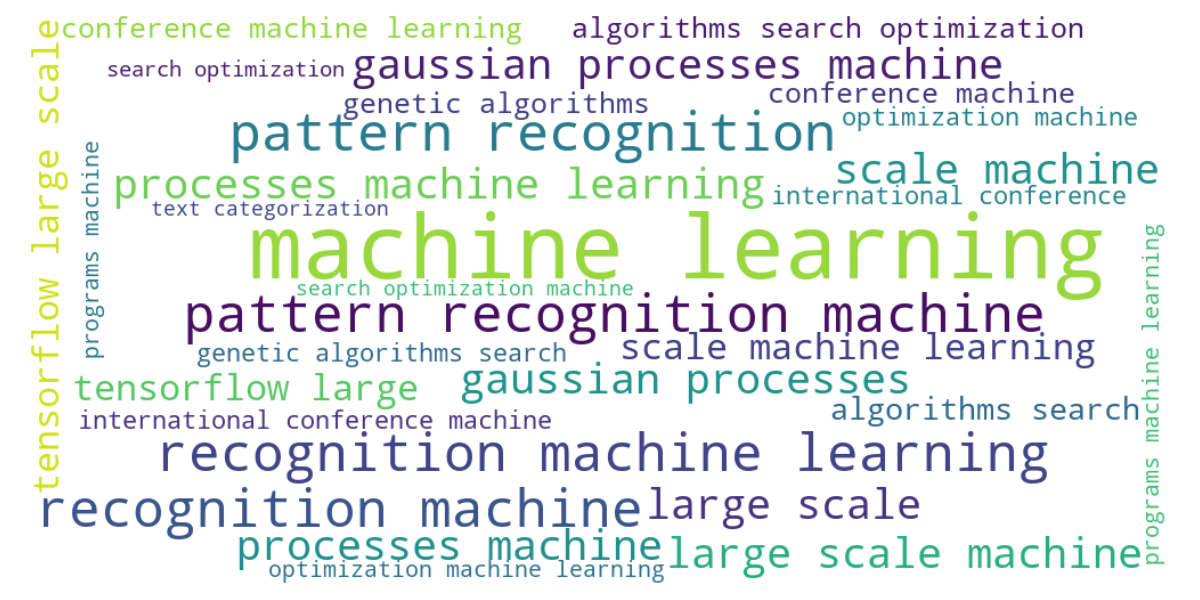 conference machine learning
algorithms search optimization
search optimization
gaussian processes machine
genetic algorithms
conference machine
pattern recognition
optimization machine
tensorflow large scale
programs machine
processes machine learning
scale machine
international conference
text categorization
machine learning
search optimization machine
pattern recognition machine
genetic algorithms search
scale machine learning
tensorflow large
gaussian processes
international conference machine
algorithms search
programs machine learning
recognition machine learning
recognition machine
large scale
processes machine
large scale machine
optimization machine learning